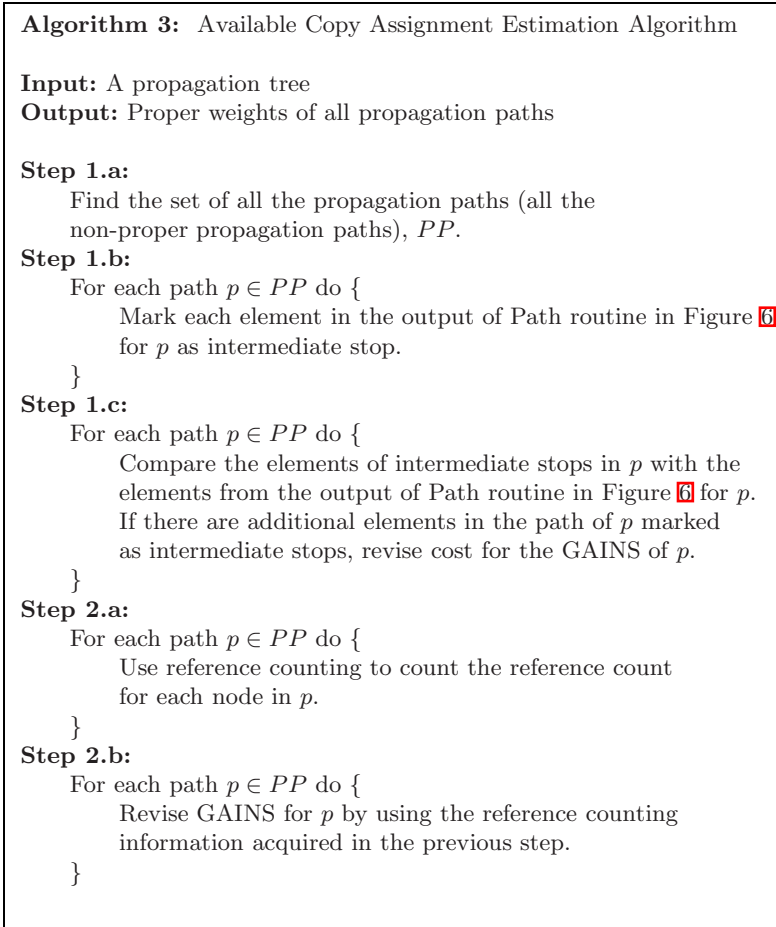 Algorithm 3: Available Copy Assignment Estimation Algorithm
Input: A propagation tree
Output: Proper weights of all propagation paths
Step 1.a:
Find the set of all the propagation paths (all the
non-proper propagation paths), PP.
Step 1.b:
For each path p ∈ PP do {
Mark each element in the output of Path routine in Figure 6
for p as intermediate stop.
}
Step 1.c:
For each path p ∈ PP do {
Compare the elements of intermediate stops in p with the
elements from the output of Path routine in Figure 6 for p.
If there are additional elements in the path of p marked
as intermediate stops, revise cost for the GAINS of p.
}
Step 2.a:
For each path p ∈ PP do {
Use reference counting to count the reference count
for each node in p.
}
Step 2.b:
For each path p ∈ PP do {
Revise GAINS for p by using the reference counting
information acquired in the previous step.
}